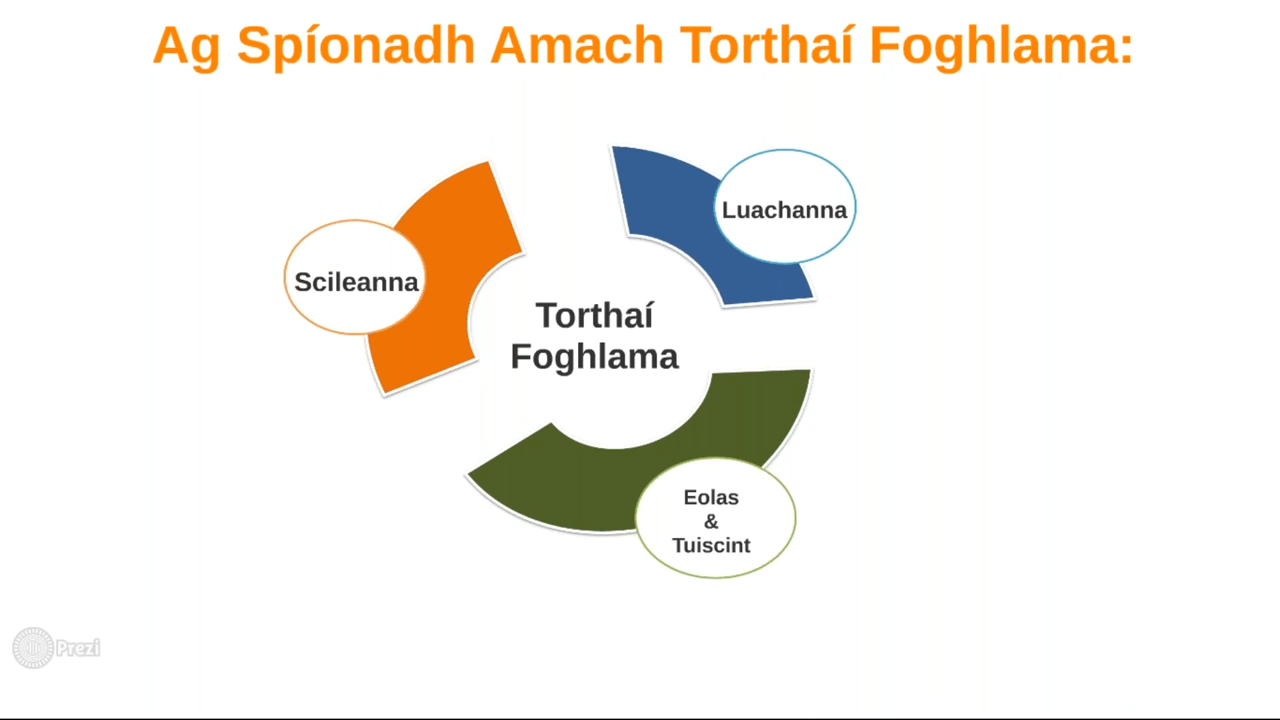 Ag Spíonadh Amach Torthaí Foghlama:
Luachanna
Scileanna
Torthaí
Foghlama
Eolas
&
Tuiscint
Prezi